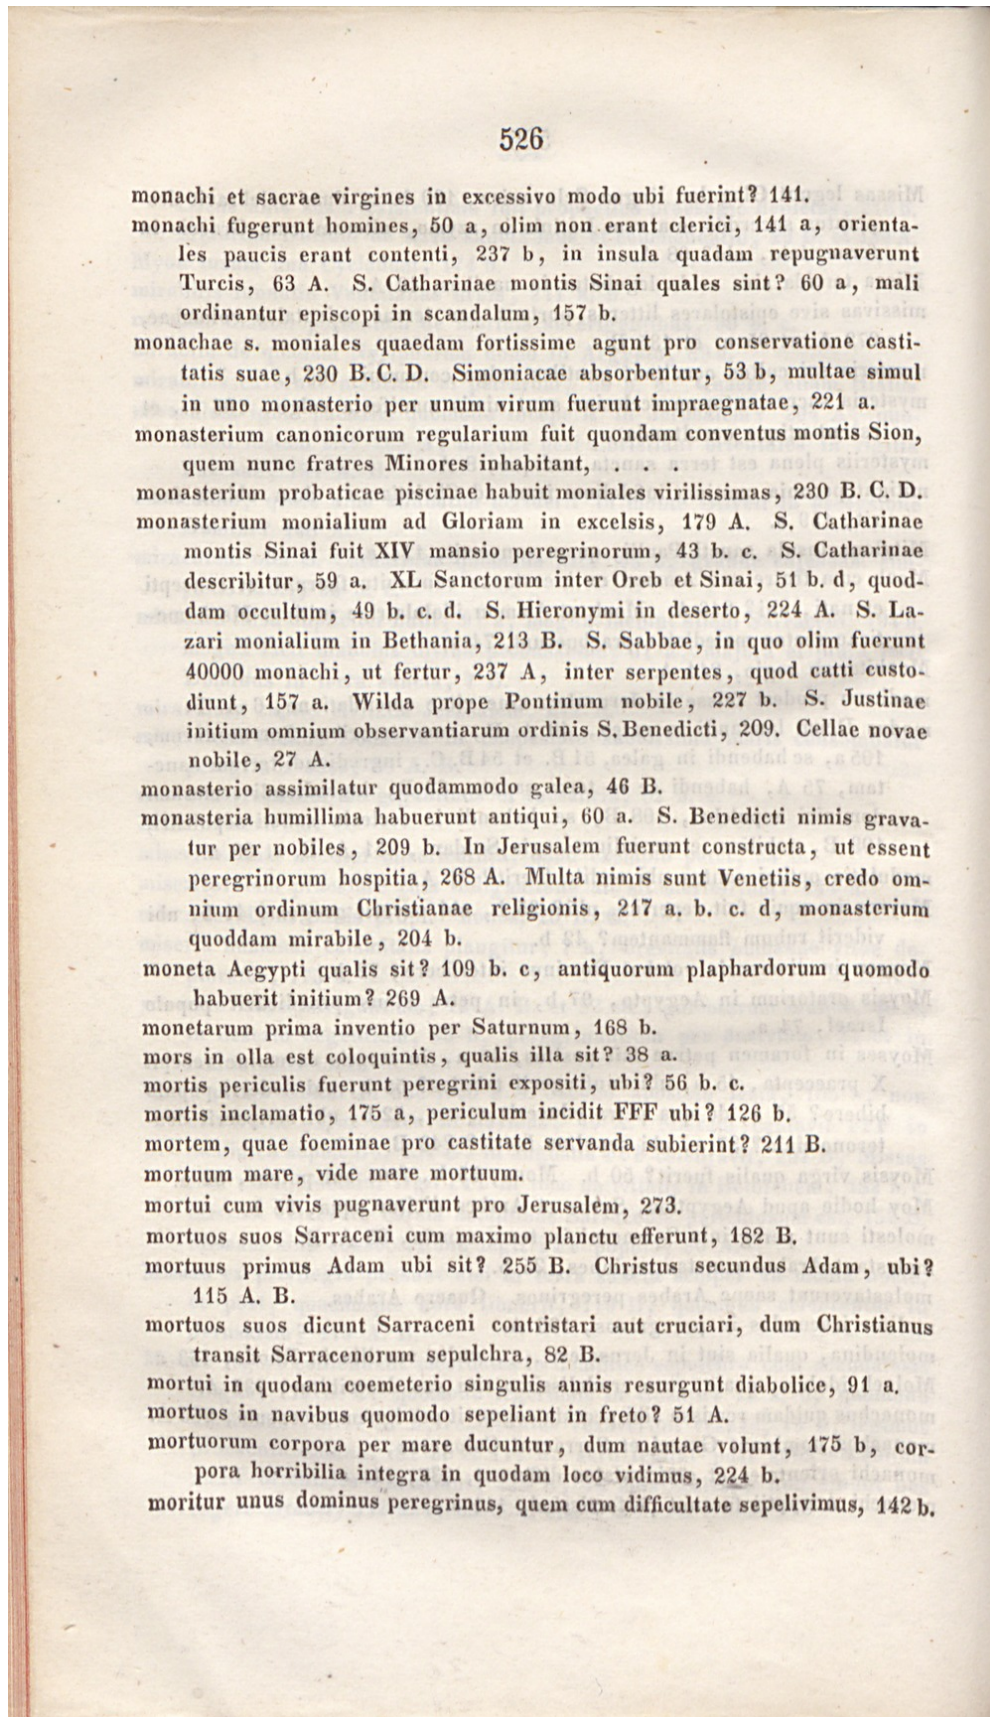 526
monachi et sacrae virgines in excessivo modo ubi fuerint? 141.
monachi fugerunt homines, 50 a, olim non erant clerici, 141 a, orienta-
les paucis erant contenti, 237 b, in insula quadam repugnaverunt
Turcis, 63 A. S. Catharinae montis Sinai quales sint? 60 a, mali
ordinantur episcopi in scandalum, 157 b.
monachae s. moniales quaedam fortissime agunt pro conservatione casti-
tatis suae, 230 B. C. D. Simoniacae absorbentur, 53 b, multae simul
in uno monasterio per unum virum fuerunt impraegnatae, 221 a.
monasterium canonicorum regularium fuit quondam conventus montis Sion,
quem nunc fratres Minores inhabitant, . . .
monasterium probaticae piscinae habuit moniales virilissimas, 230 B. C. D.
monasterium monialium ad Gloriam in excelsis, 179 A. S. Catharinae
montis Sinai fuit XIV mansio peregrinorum, 43 b. c. S. Catharinae
describitur, 59 a. XL Sanctorum inter Oreb et Sinai, 51 b. d, quod-
dam occultum, 49 b. c. d. S. Hieronymi in deserto, 224 A. S. La-
zari monialium in Bethania, 213 B. S. Sabbae, in quo olim fuerunt
40000 monachi, ut fertur, 237 A, inter serpentes, quod catti custo-
diunt, 157 a. Wilda prope Pontinum nobile, 227 b. S. Justinae
initium omnium observantiarum ordinis S. Benedicti, 209. Cellae novae
nobile, 27 A.
monasterio assimilatur quodammodo galea, 46 B.
monasteria humillima habuerunt antiqui, 60 a. S. Benedicti nimis grava-
tur per nobiles, 209 b. In Jerusalem fuerunt constructa, ut essent
peregrinorum hospitia, 268 A. Multa nimis sunt Venetiis, credo om-
nium ordinum Christianae religionis, 217 a. b. c. d, monasterium
quoddam mirabile, 204 b.
moneta Aegypti qualis sit? 109 b. c, antiquorum plaphardorum quomodo
habuerit initium? 269 A.
monetarum prima inventio per Saturnum, 168 b.
mors in olla est coloquintis, qualis illa sit? 38 a.
mortis periculis fuerunt peregrini expositi, ubi? 56 b. c.
mortis inclamatio, 175 a, periculum incidit FFF ubi? 126 b.
mortem, quae foeminae pro castitate servanda subierint? 211 B.
mortuum mare, vide mare mortuum.
mortui cum vivis pugnaverunt pro Jerusalem, 273.
mortuos suos Sarraceni cum maximo planctu efferunt, 182 B.
mortuus primus Adam ubi sit? 255 B. Christus secundus Adam, ubi?
115 A. B.
mortuos suos dicunt Sarraceni contristari aut cruciari, dum Christianus
transit Sarracenorum sepulchra, 82 B.
mortui in quodam coemeterio singulis annis resurgunt diabolice, 91 a.
mortuos in navibus quomodo sepeliant in freto? 51 A.
mortuorum corpora per mare ducuntur, dum nautae volunt, 175 b, cor-
pora horribilia integra in quodam loco vidimus, 224 b.
moritur unus dominus peregrinus, quem cum difficultate sepelivimus, 142 b.